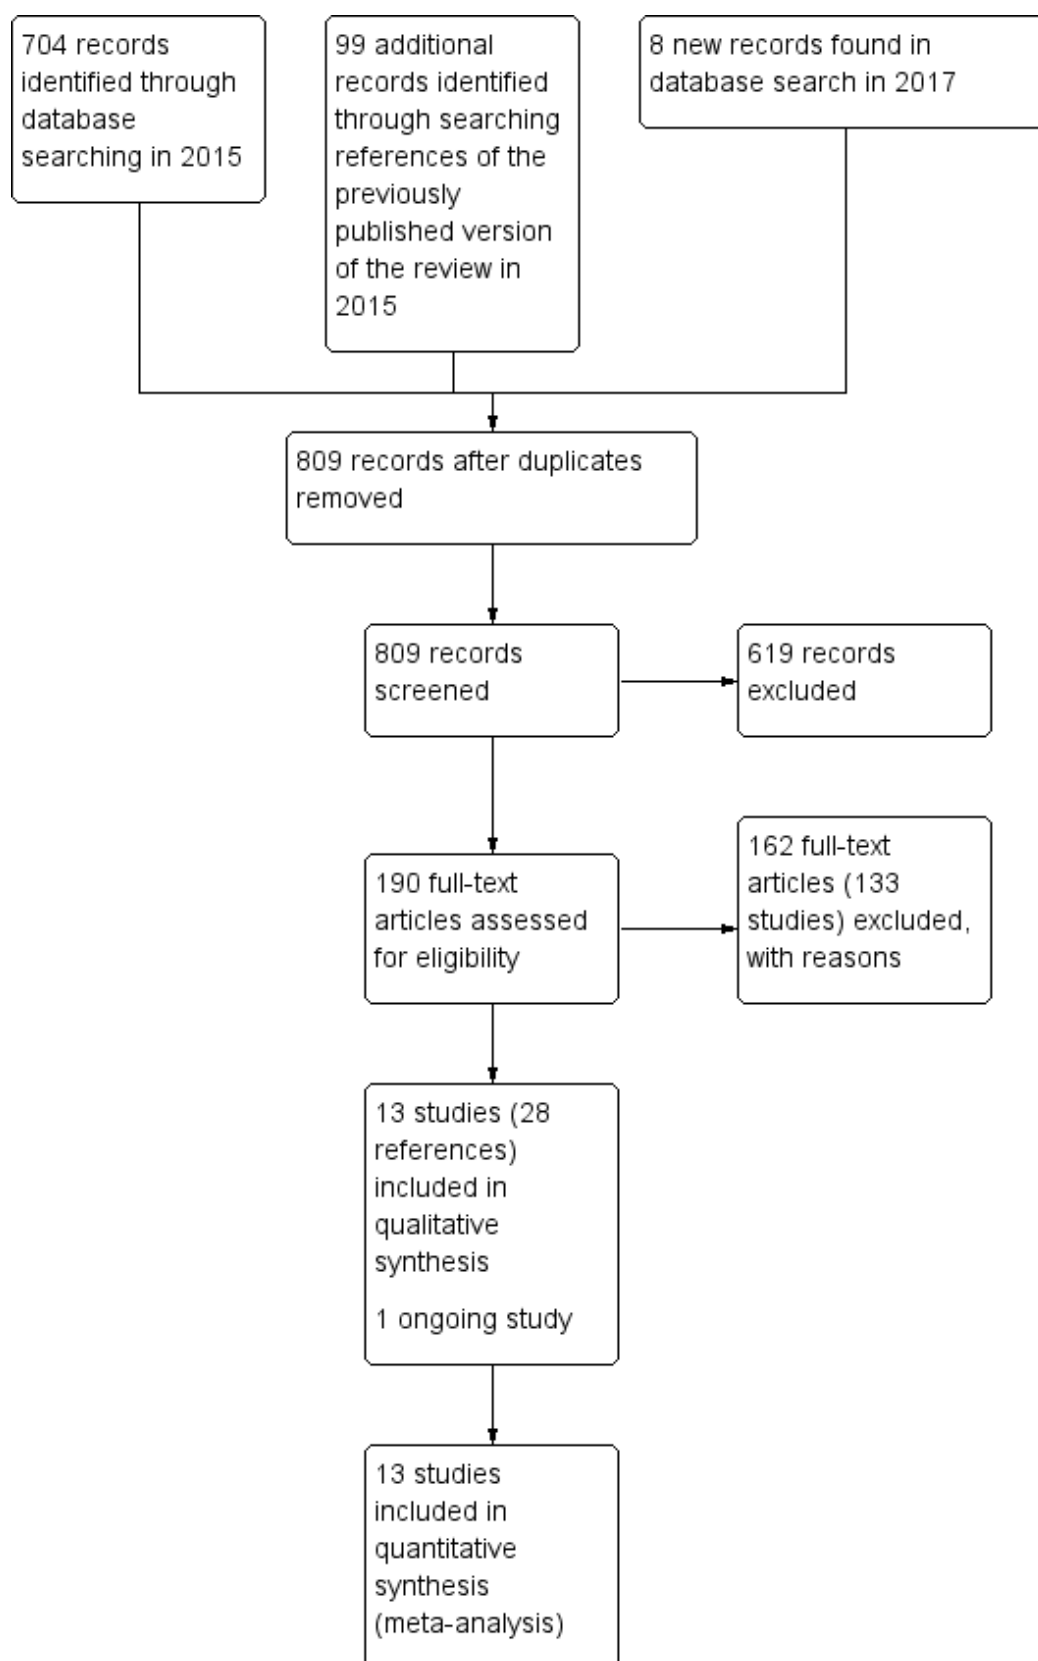 704 records
identified through
database
searching in 2015
99 additional
records identified
through searching
references of the
previously
published version
of the review in
2015
8 new records found in
database search in 2017
809 records after duplicates
removed
809 records
screened
619 records
excluded
190 full-text
articles assessed
for eligibility
162 full-text
articles (133
studies) excluded,
with reasons
13 studies (28
references)
included in
qualitative
synthesis
1 ongoing study
13 studies
included in
quantitative
synthesis
(meta-analysis)